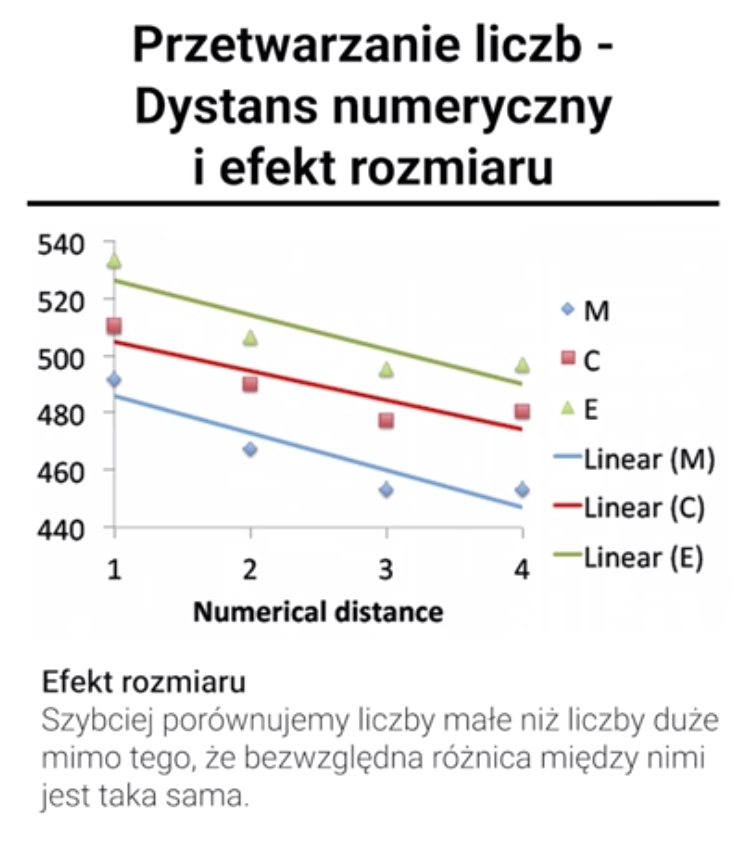 Przetwarzanie liczb -
Dystans numeryczny
i efekt rozmiaru
540
520
500
480
460
440
1 2 3 4
Numerical distance
M
C
E
Linear (M)
Linear (C)
Linear (E)
Efekt rozmiaru
Szybciej porównujemy liczby małe niż liczby duże
mimo tego, że bezwzględna różnica między nimi
jest taka sama.